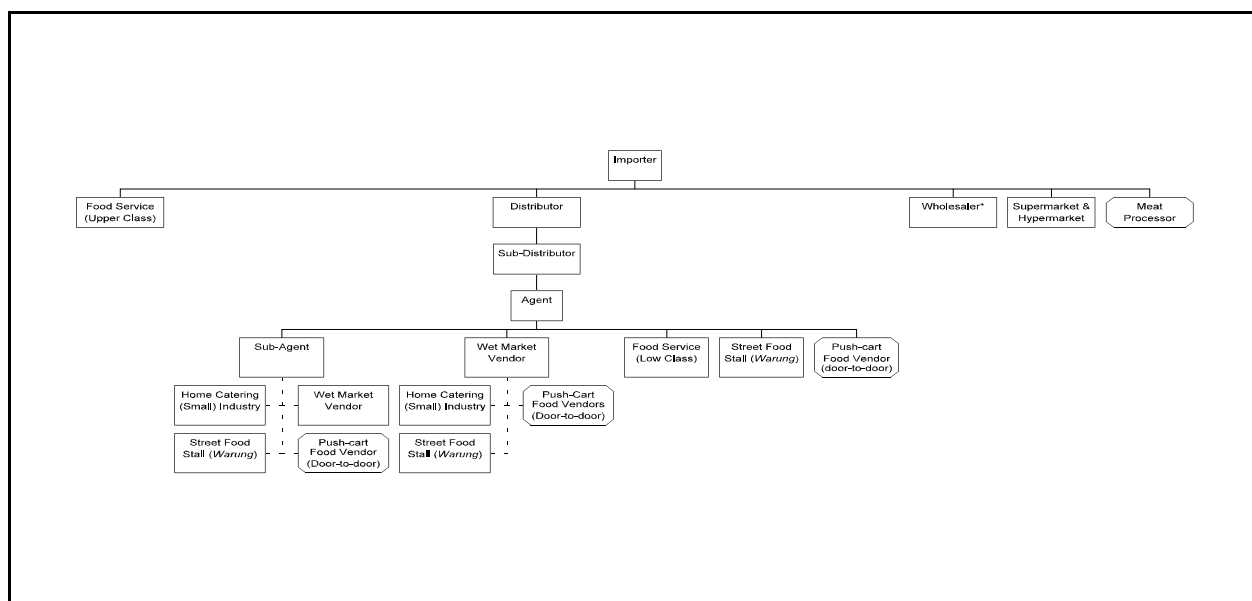 Importer
Food Service
(Upper Class)
Distributor
Wholesaler*
Supermarket &
Hypermarket
Meat
Processor
Sub-Distributor
Agent
Sub-Agent
Wet Market
Vendor
Food Service
(Low Class)
Street Food
Stall (Warung)
Push-cart
Food Vendor
(door-to-door)
Home Catering
(Small) Industry
Wet Market
Vendor
Home Catering
(Small) Industry
Push-Cart
Food Vendors
(Door-to-door)
Street Food
Stall (Warung)
Push-cart
Food Vendor
(Door-to-door)
Street Food
Stall (Warung)